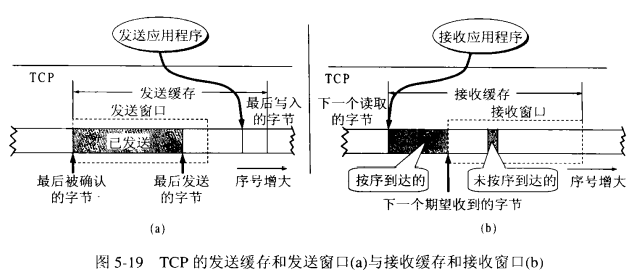 发送应用程序
TCP
发送缓存
最后写入
的字节
发送窗口
已发送
最后被确认
的字节
最后发送
的字节
序号增大
(a)
接收应用程序
TCP
下一个读取
的字节
接收缓存
接收窗口
按序到达的
未按序到达的
序号增大
下一个期望收到的字节
(b)
图 5-19 TCP 的发送缓存和发送窗口(a)与接收缓存和接收窗口(b)